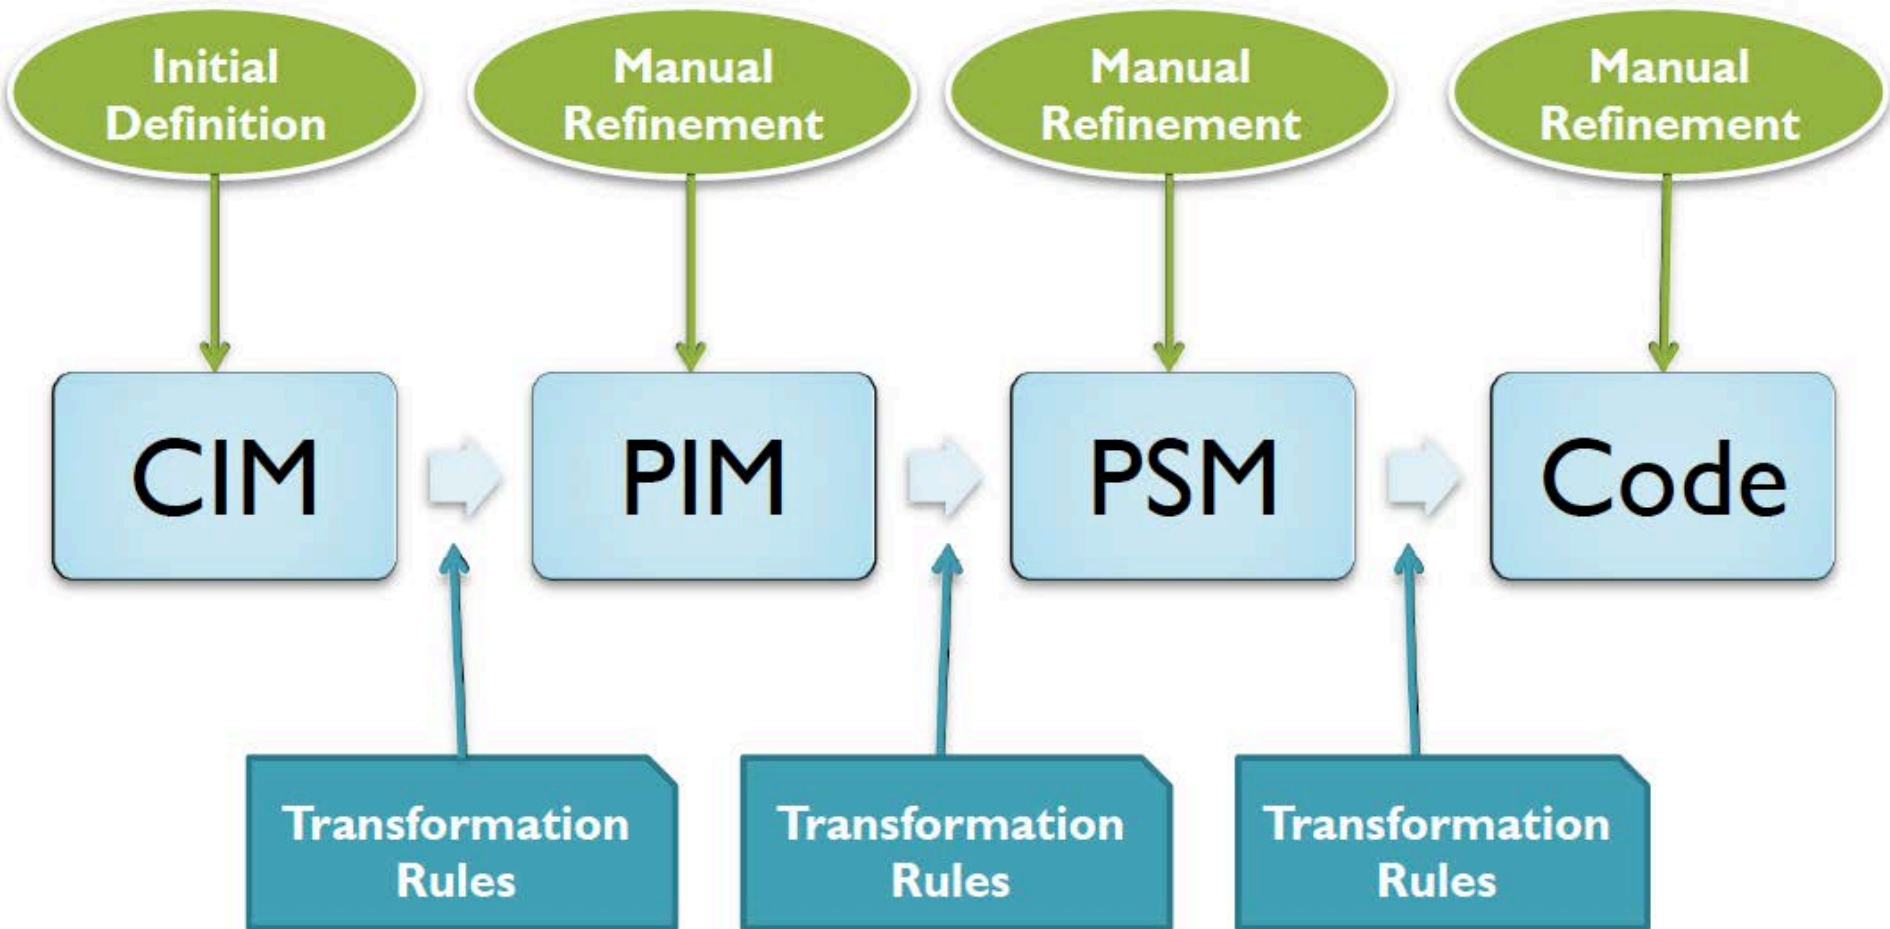 Initial
Definition
Manual
Refinement
Manual
Refinement
Manual
Refinement
CIM
PIM
PSM
Code
Transformation
Rules
Transformation
Rules
Transformation
Rules